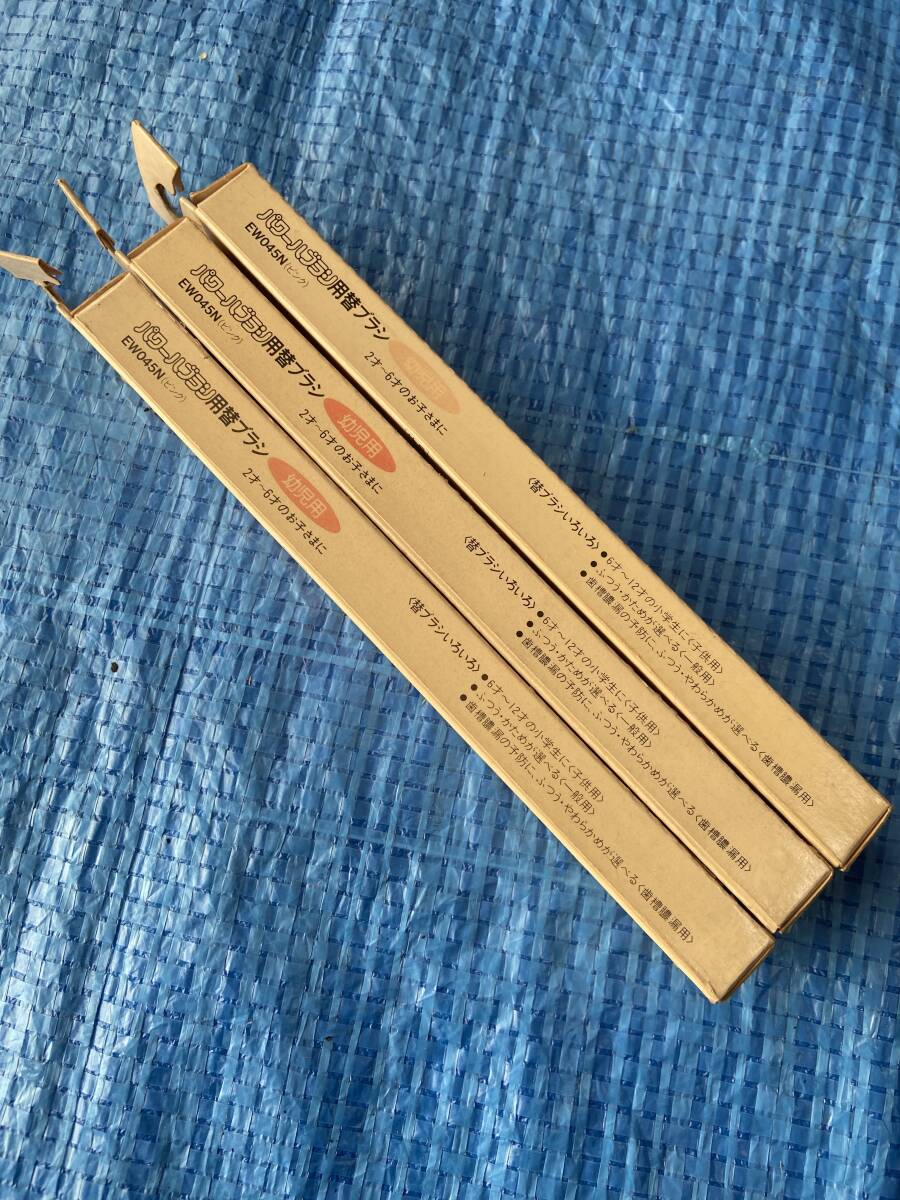 パワーハブラシ用替ブラシ
EW045N(ピンク)
幼児用
2才〜6才のお子さまに
〈替ブラシいろいろ〉
●6才〜12才の小学生に〈子供用〉
●ふつう・かためが選べる〈一般用〉
●歯槽膿漏の予防に、ふつう・やわらかめが選べる〈歯槽膿漏用〉
パワーハブラシ用替ブラシ
EW045N(ピンク)
幼児用
2才〜6才のお子さまに
〈替ブラシいろいろ〉
●6才〜12才の小学生に〈子供用〉
●ふつう・かためが選べる〈一般用〉
●歯槽膿漏の予防に、ふつう・やわらかめが選べる〈歯槽膿漏用〉
パワーハブラシ用替ブラシ
EW045N(ピンク)
幼児用
2才〜6才のお子さまに
〈替ブラシいろいろ〉
●6才〜12才の小学生に〈子供用〉
●ふつう・かためが選べる〈一般用〉
●歯槽膿漏の予防に、ふつう・やわらかめが選べる〈歯槽膿漏用〉